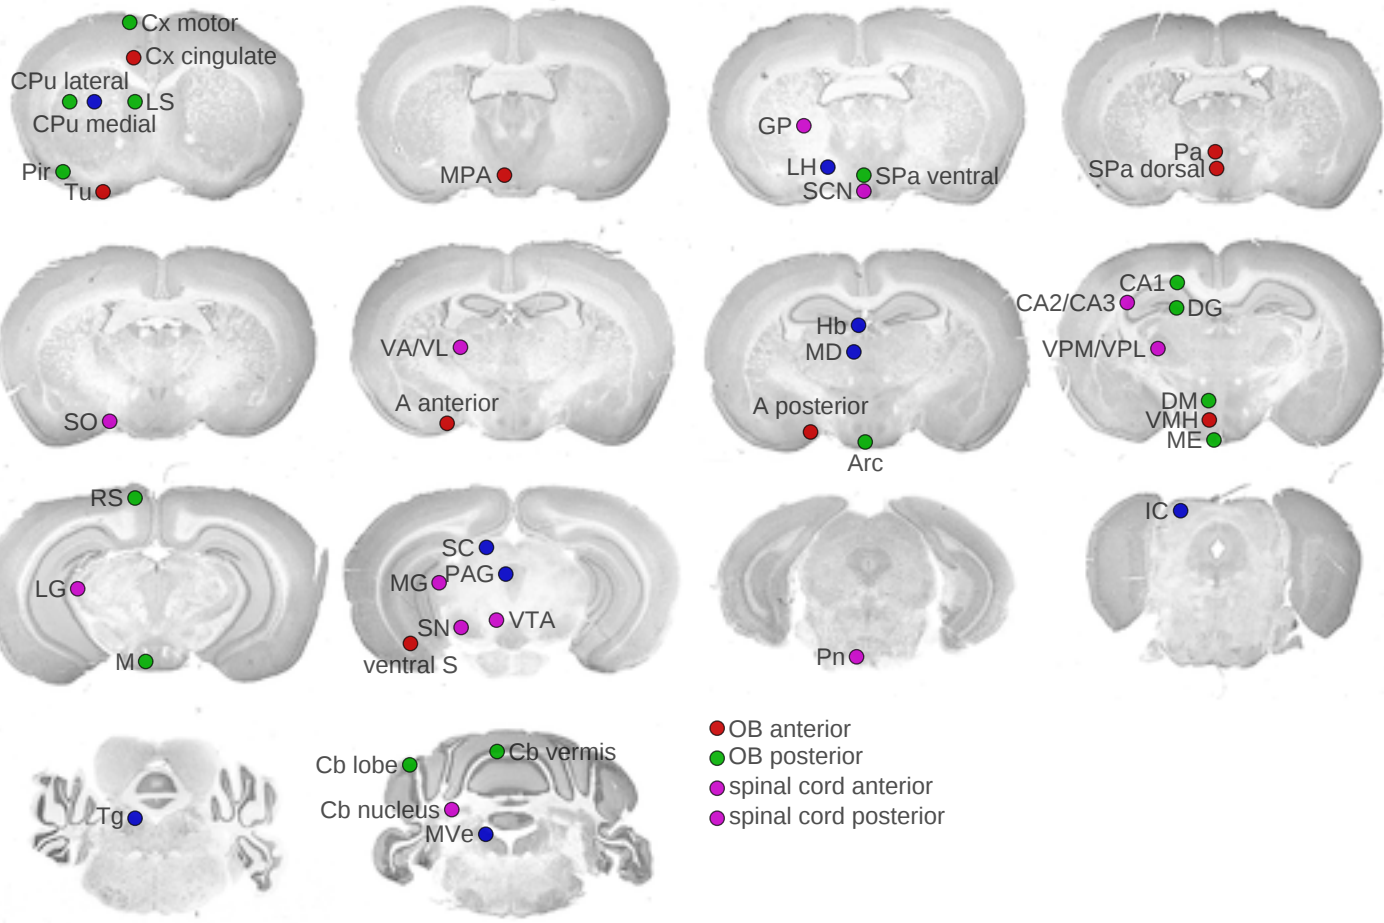 Cx motor
Cx cingulate
CPu lateral
LS
CPu medial
Pir
Tu
MPA
GP
LH
SPa ventral
SCN
Pa
SPa dorsal
SO
VA/VL
A anterior
Hb
MD
A posterior
Arc
CA1
CA2/CA3
DG
VPM/VPL
DM
VMH
ME
RS
LG
M
SC
MG
PAG
SN
VTA
ventral S
Pn
IC
Tg
Cb lobe
Cb vermis
Cb nucleus
MVe
OB anterior
OB posterior
spinal cord anterior
spinal cord posterior